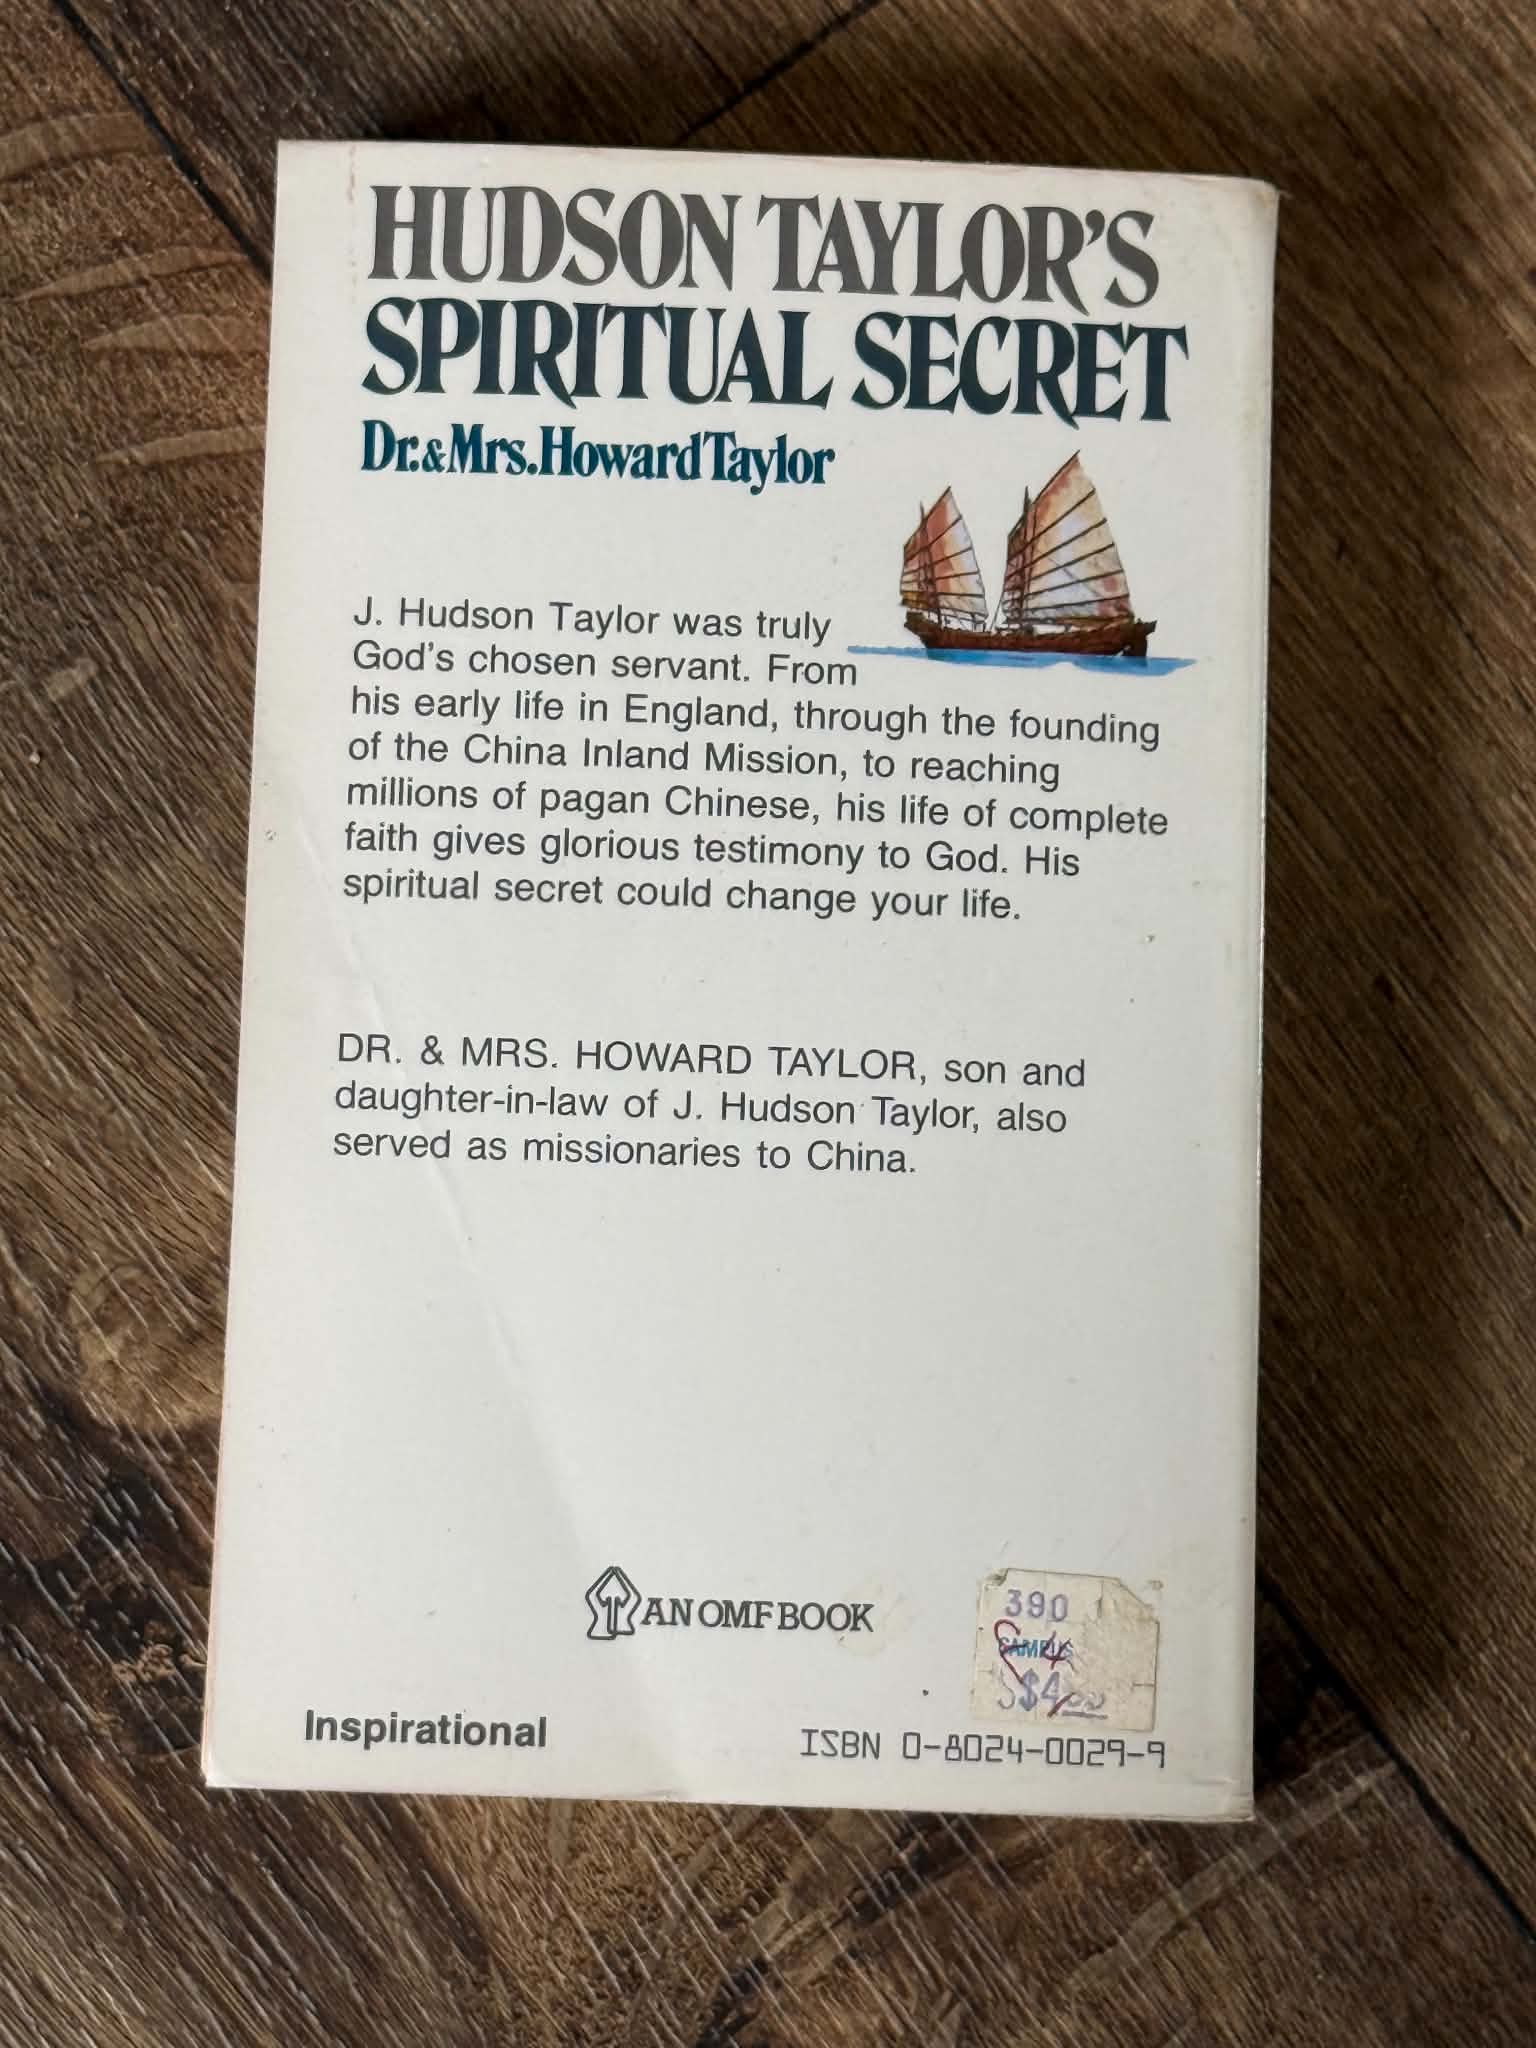 HUDSON TAYLOR'S
SPIRITUAL SECRET
Dr. & Mrs. Howard Taylor
J. Hudson Taylor was truly
God's chosen servant. From
his early life in England, through the founding
of the China Inland Mission, to reaching
millions of pagan Chinese, his life of complete
faith gives glorious testimony to God. His
spiritual secret could change your life.
DR. & MRS. HOWARD TAYLOR, son and
daughter-in-law of J. Hudson Taylor, also
served as missionaries to China.
AN OMF BOOK
390
CAMPUS
S$4
Inspirational
ISBN 0-8024-0029-9